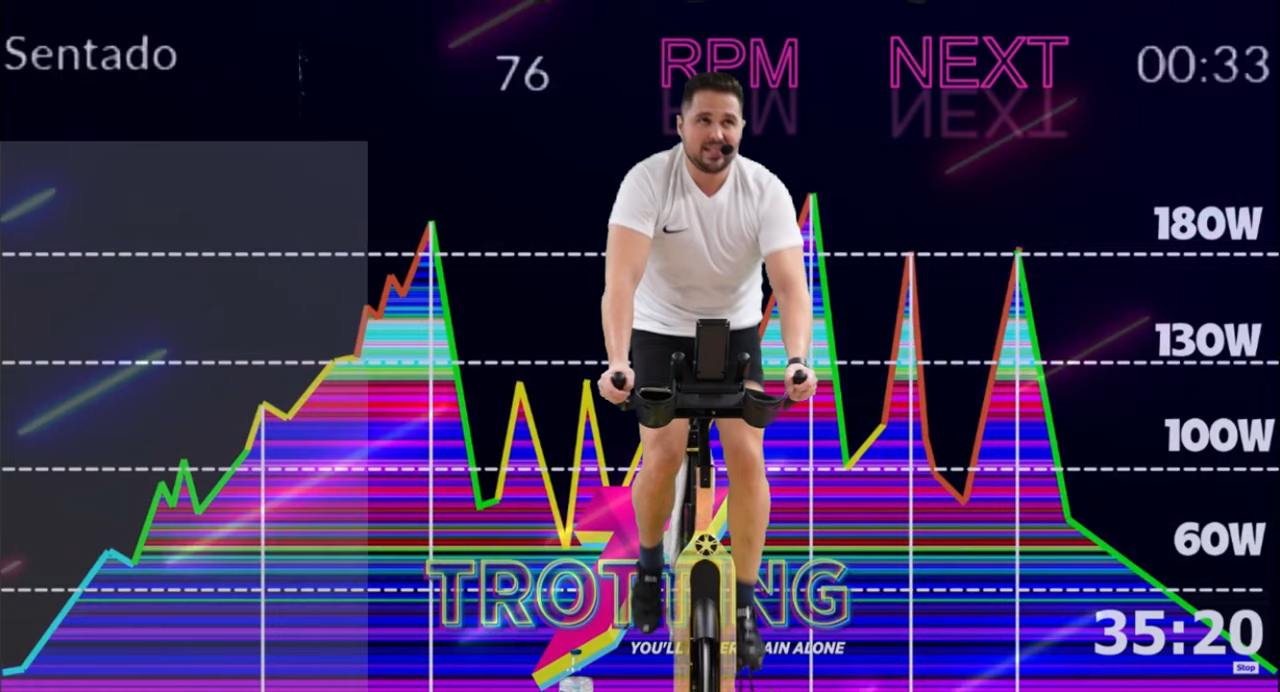 Sentado
76
RPM
NEXT
00:33
180W
130W
100W
60W
TROTTING
35:20
YOU'LL
AIN ALONE
Stop